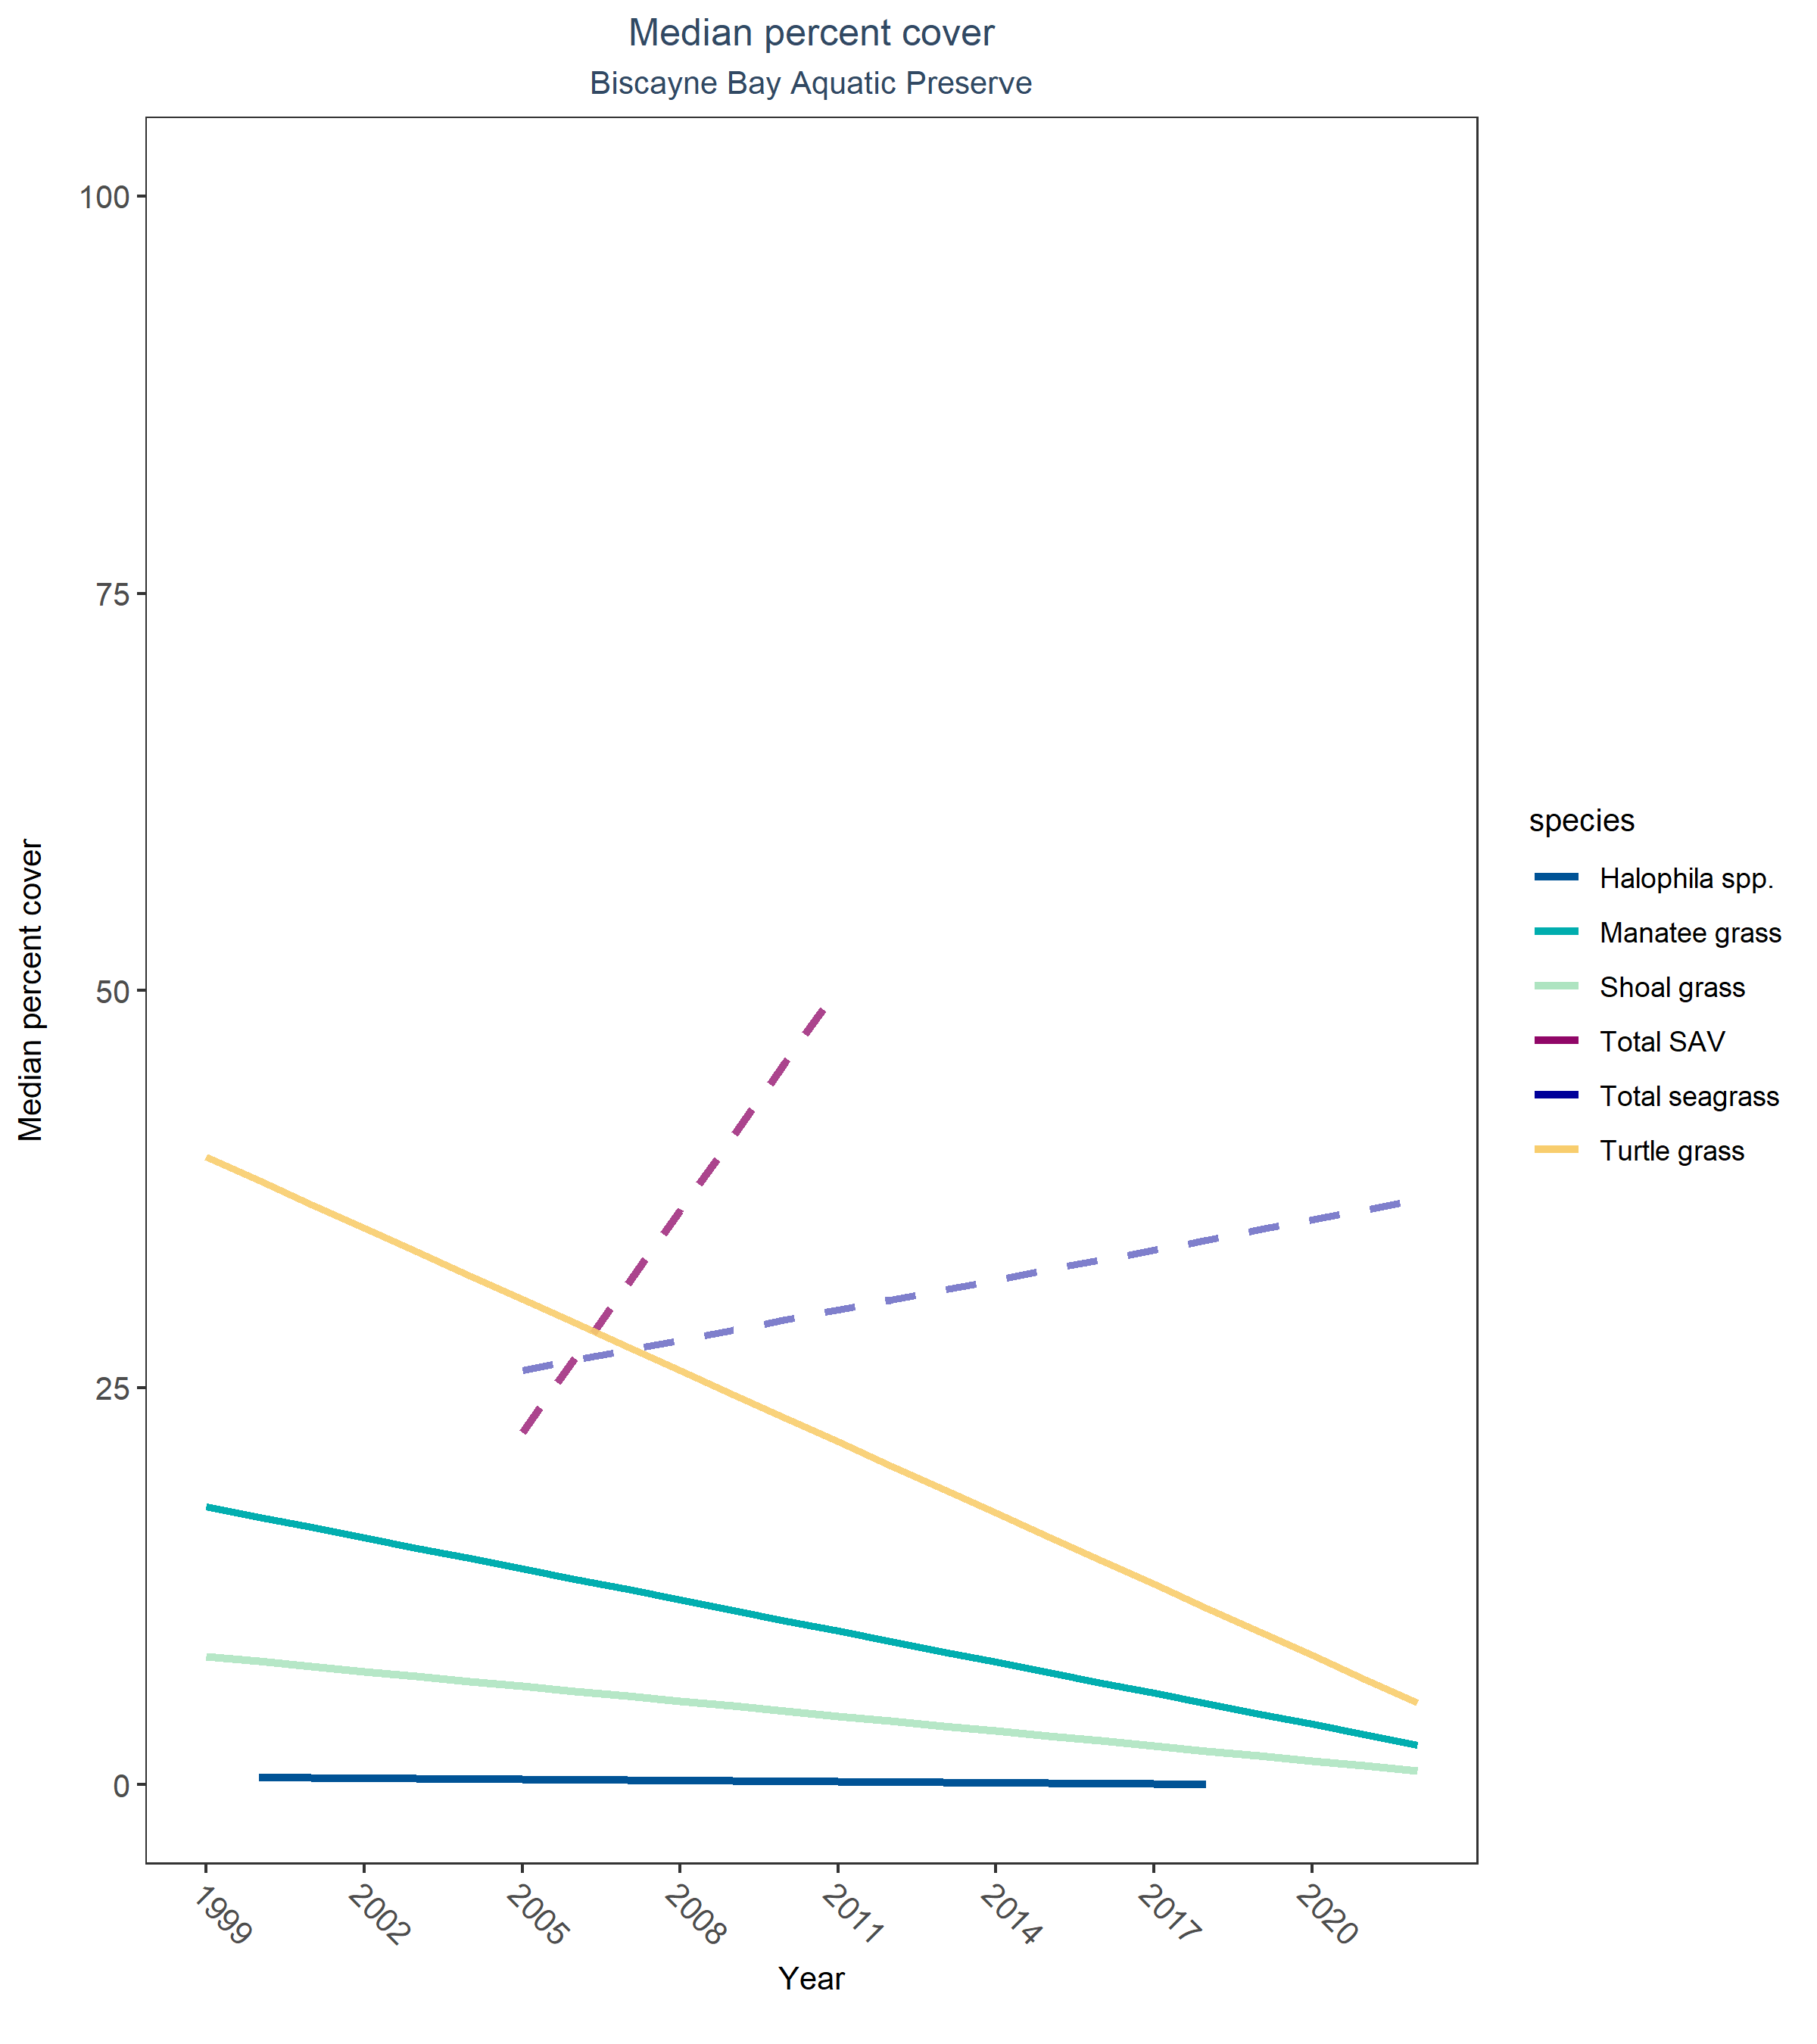 Median percent cover
Biscayne Bay Aquatic Preserve
Median percent cover
100
75
50
25
0
1999
2002
2005
2008
2011
2014
2017
2020
Year
species
Halophila spp.
Manatee grass
Shoal grass
Total SAV
Total seagrass
Turtle grass